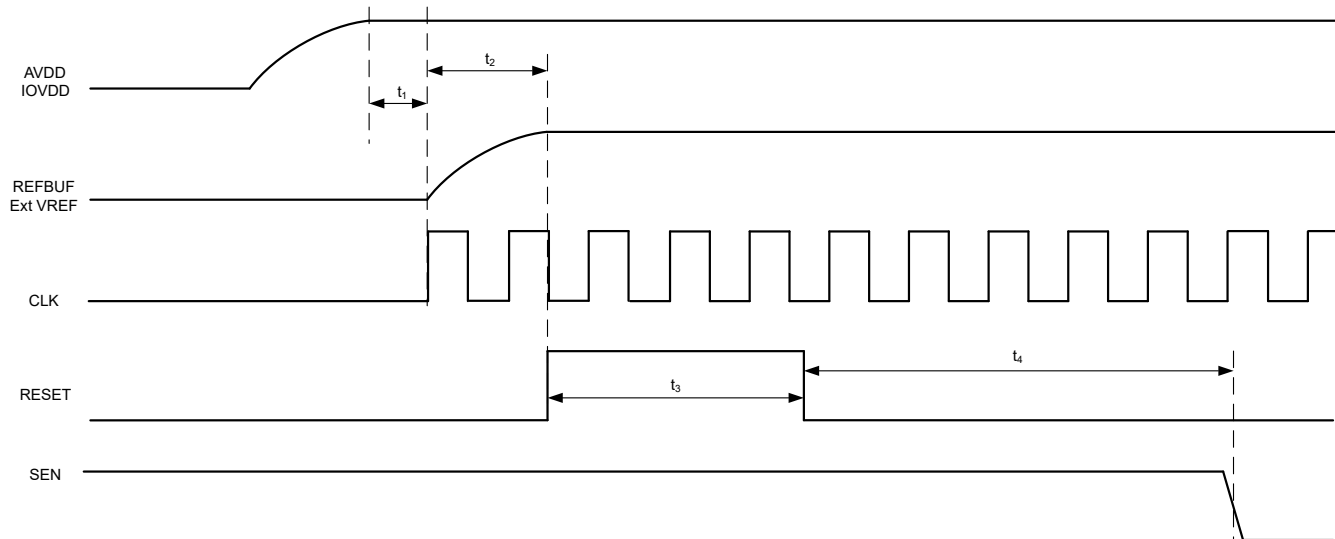 AVDD
IOVDD
t₁
t₂
REFBUF
Ext VREF
CLK
RESET
t₃
t₄
SEN